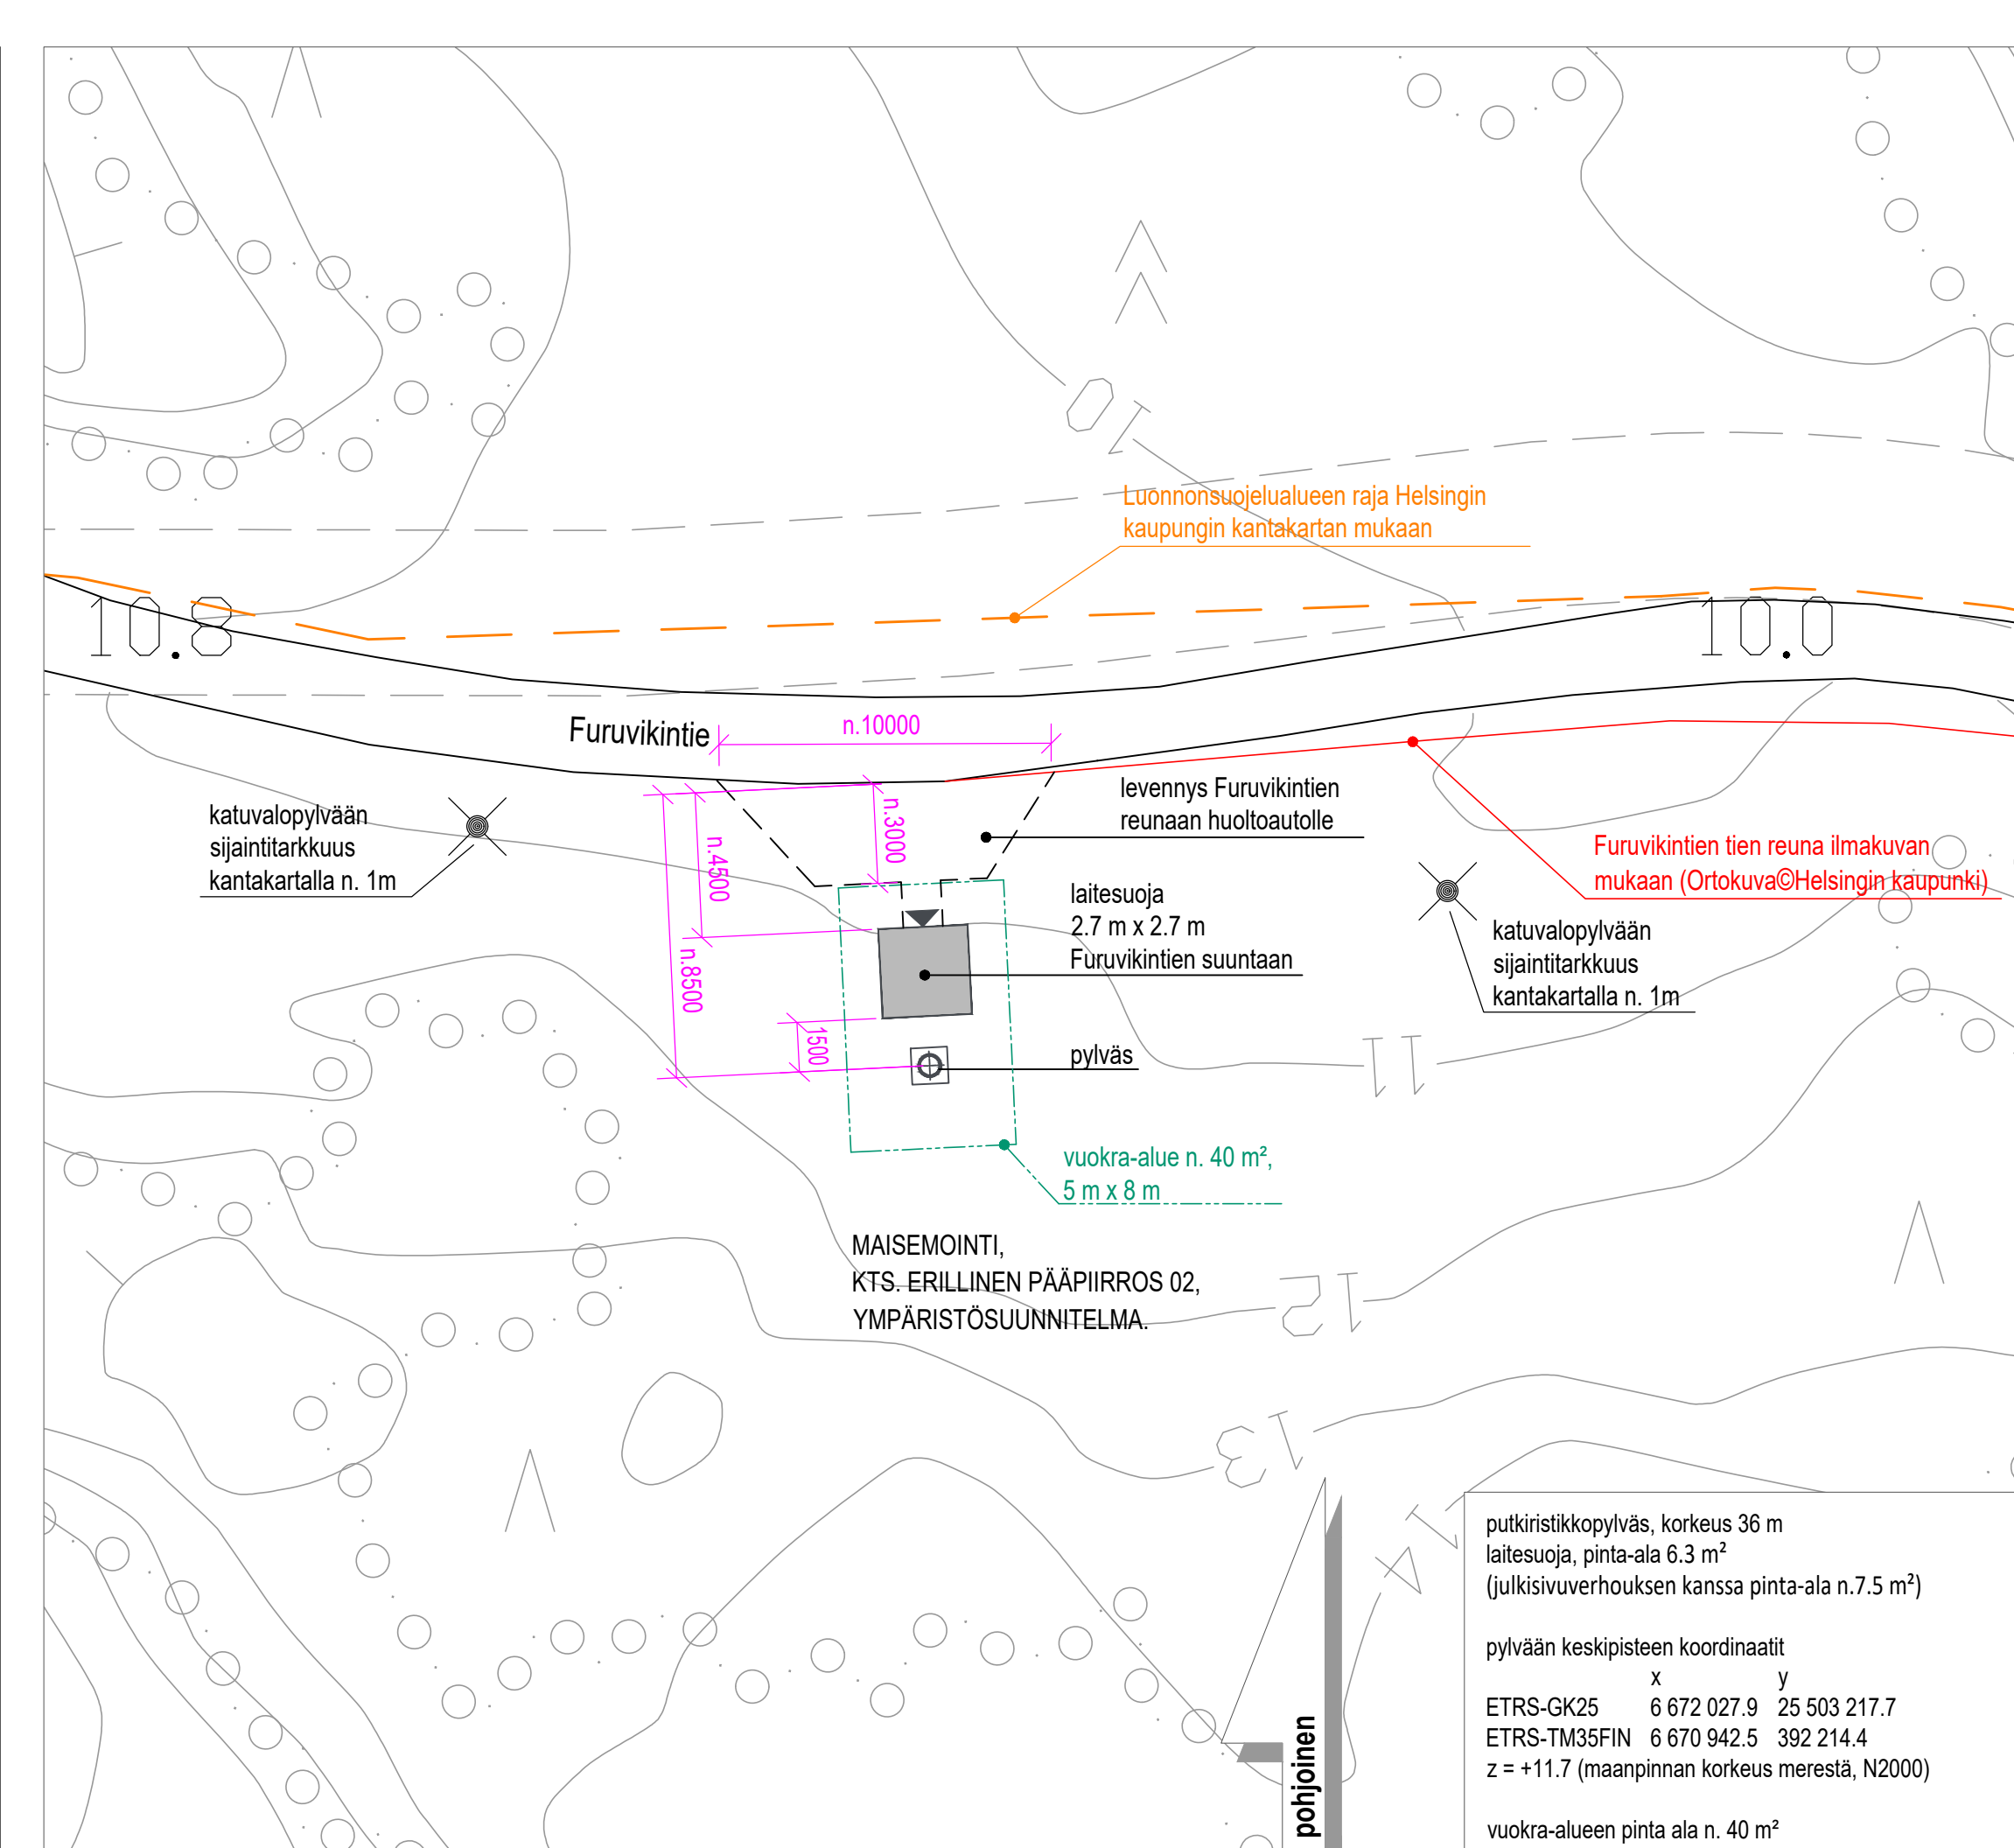 10
Luonnonsuojelualueen raja Helsingin
kaupungin kantakartan mukaan
10.8
10.0
Furuvikintie
n.10000
levennys Furuvikintien
reunaan huoltoautolle
katuvalopylvään
sijaintitarkkuus
kantakartalla n. 1m
n.3000
n.4500
n.8500
1500
Furuvikintien tien reuna ilmakuvan
mukaan (Ortokuva©Helsingin kaupunki)
laitesuoja
2.7 m x 2.7 m
Furuvikintien suuntaan
katuvalopylvään
sijaintitarkkuus
kantakartalla n. 1m
pylväs
11
vuokra-alue n. 40 m²,
5 m x 8 m
MAISEMOINTI,
KTS. ERILLINEN PÄÄPIIRROS 02,
YMPÄRISTÖSUUNNITELMA.
12
13
14
pohjoinen
putkiristikkopylväs, korkeus 36 m
laitesuoja, pinta-ala 6.3 m²
(julkisivuverhouksen kanssa pinta-ala n.7.5 m²)
pylvään keskipisteen koordinaatit
x y
ETRS-GK25 6 672 027.9 25 503 217.7
ETRS-TM35FIN 6 670 942.5 392 214.4
z = +11.7 (maanpinnan korkeus merestä, N2000)
vuokra-alueen pinta ala n. 40 m²